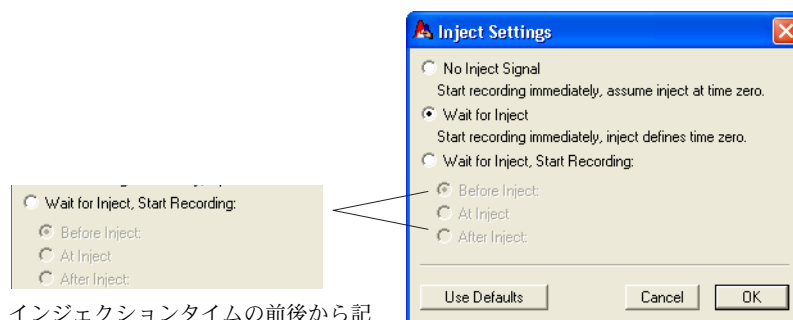 Inject Settings
No Inject Signal
Start recording immediately, assume inject at time zero.
Wait for Inject
Start recording immediately, inject defines time zero.
Wait for Inject, Start Recording:
Before Inject:
At Inject
After Inject:
Use Defaults
Cancel
OK
Wait for Inject, Start Recording:
Before Inject:
At Inject
After Inject:
インジェクションタイムの前後から記